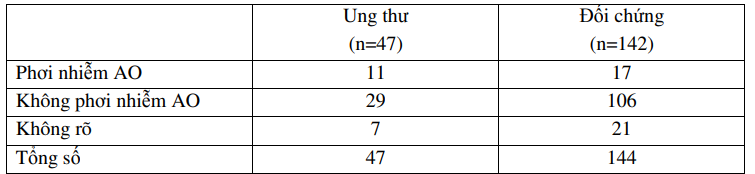 Ung thư Đối chứng
(n=47) (n=142)
Phơi nhiễm AO 11 17
Không phơi nhiễm AO 29 106
Không rõ 7 21
Tổng số 47 144